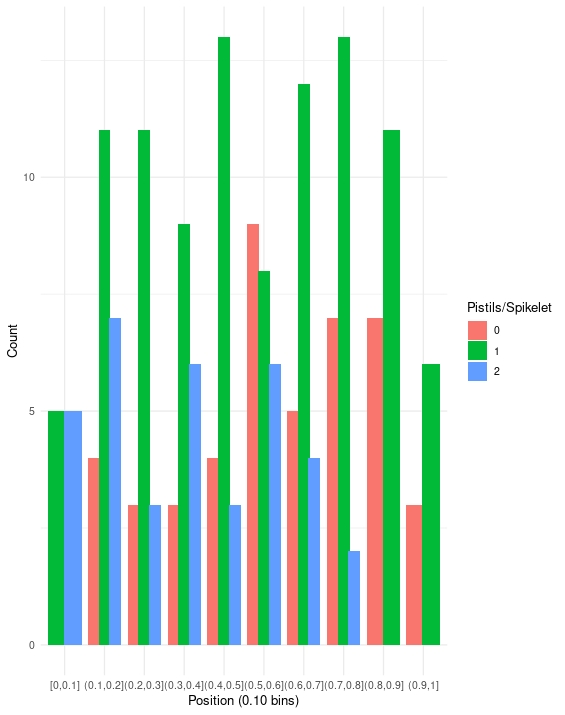 Count
10
5
0
[0,0.1] (0.1,0.2](0.2,0.3](0.3,0.4](0.4,0.5](0.5,0.6](0.6,0.7](0.7,0.8](0.8,0.9] (0.9,1]
Position (0.10 bins)
Pistils/Spikelet
0
1
2